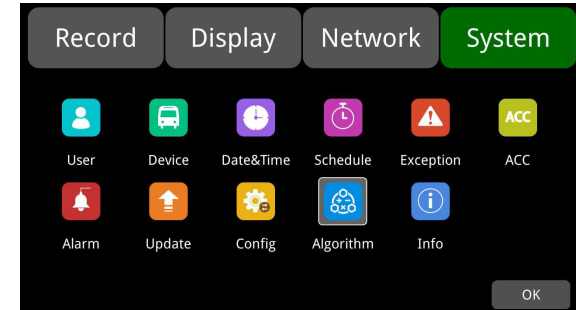 Record Display Network System
ACC
User Device Date&Time Schedule Exception ACC
Alarm Update Config Algorithm Info
OK